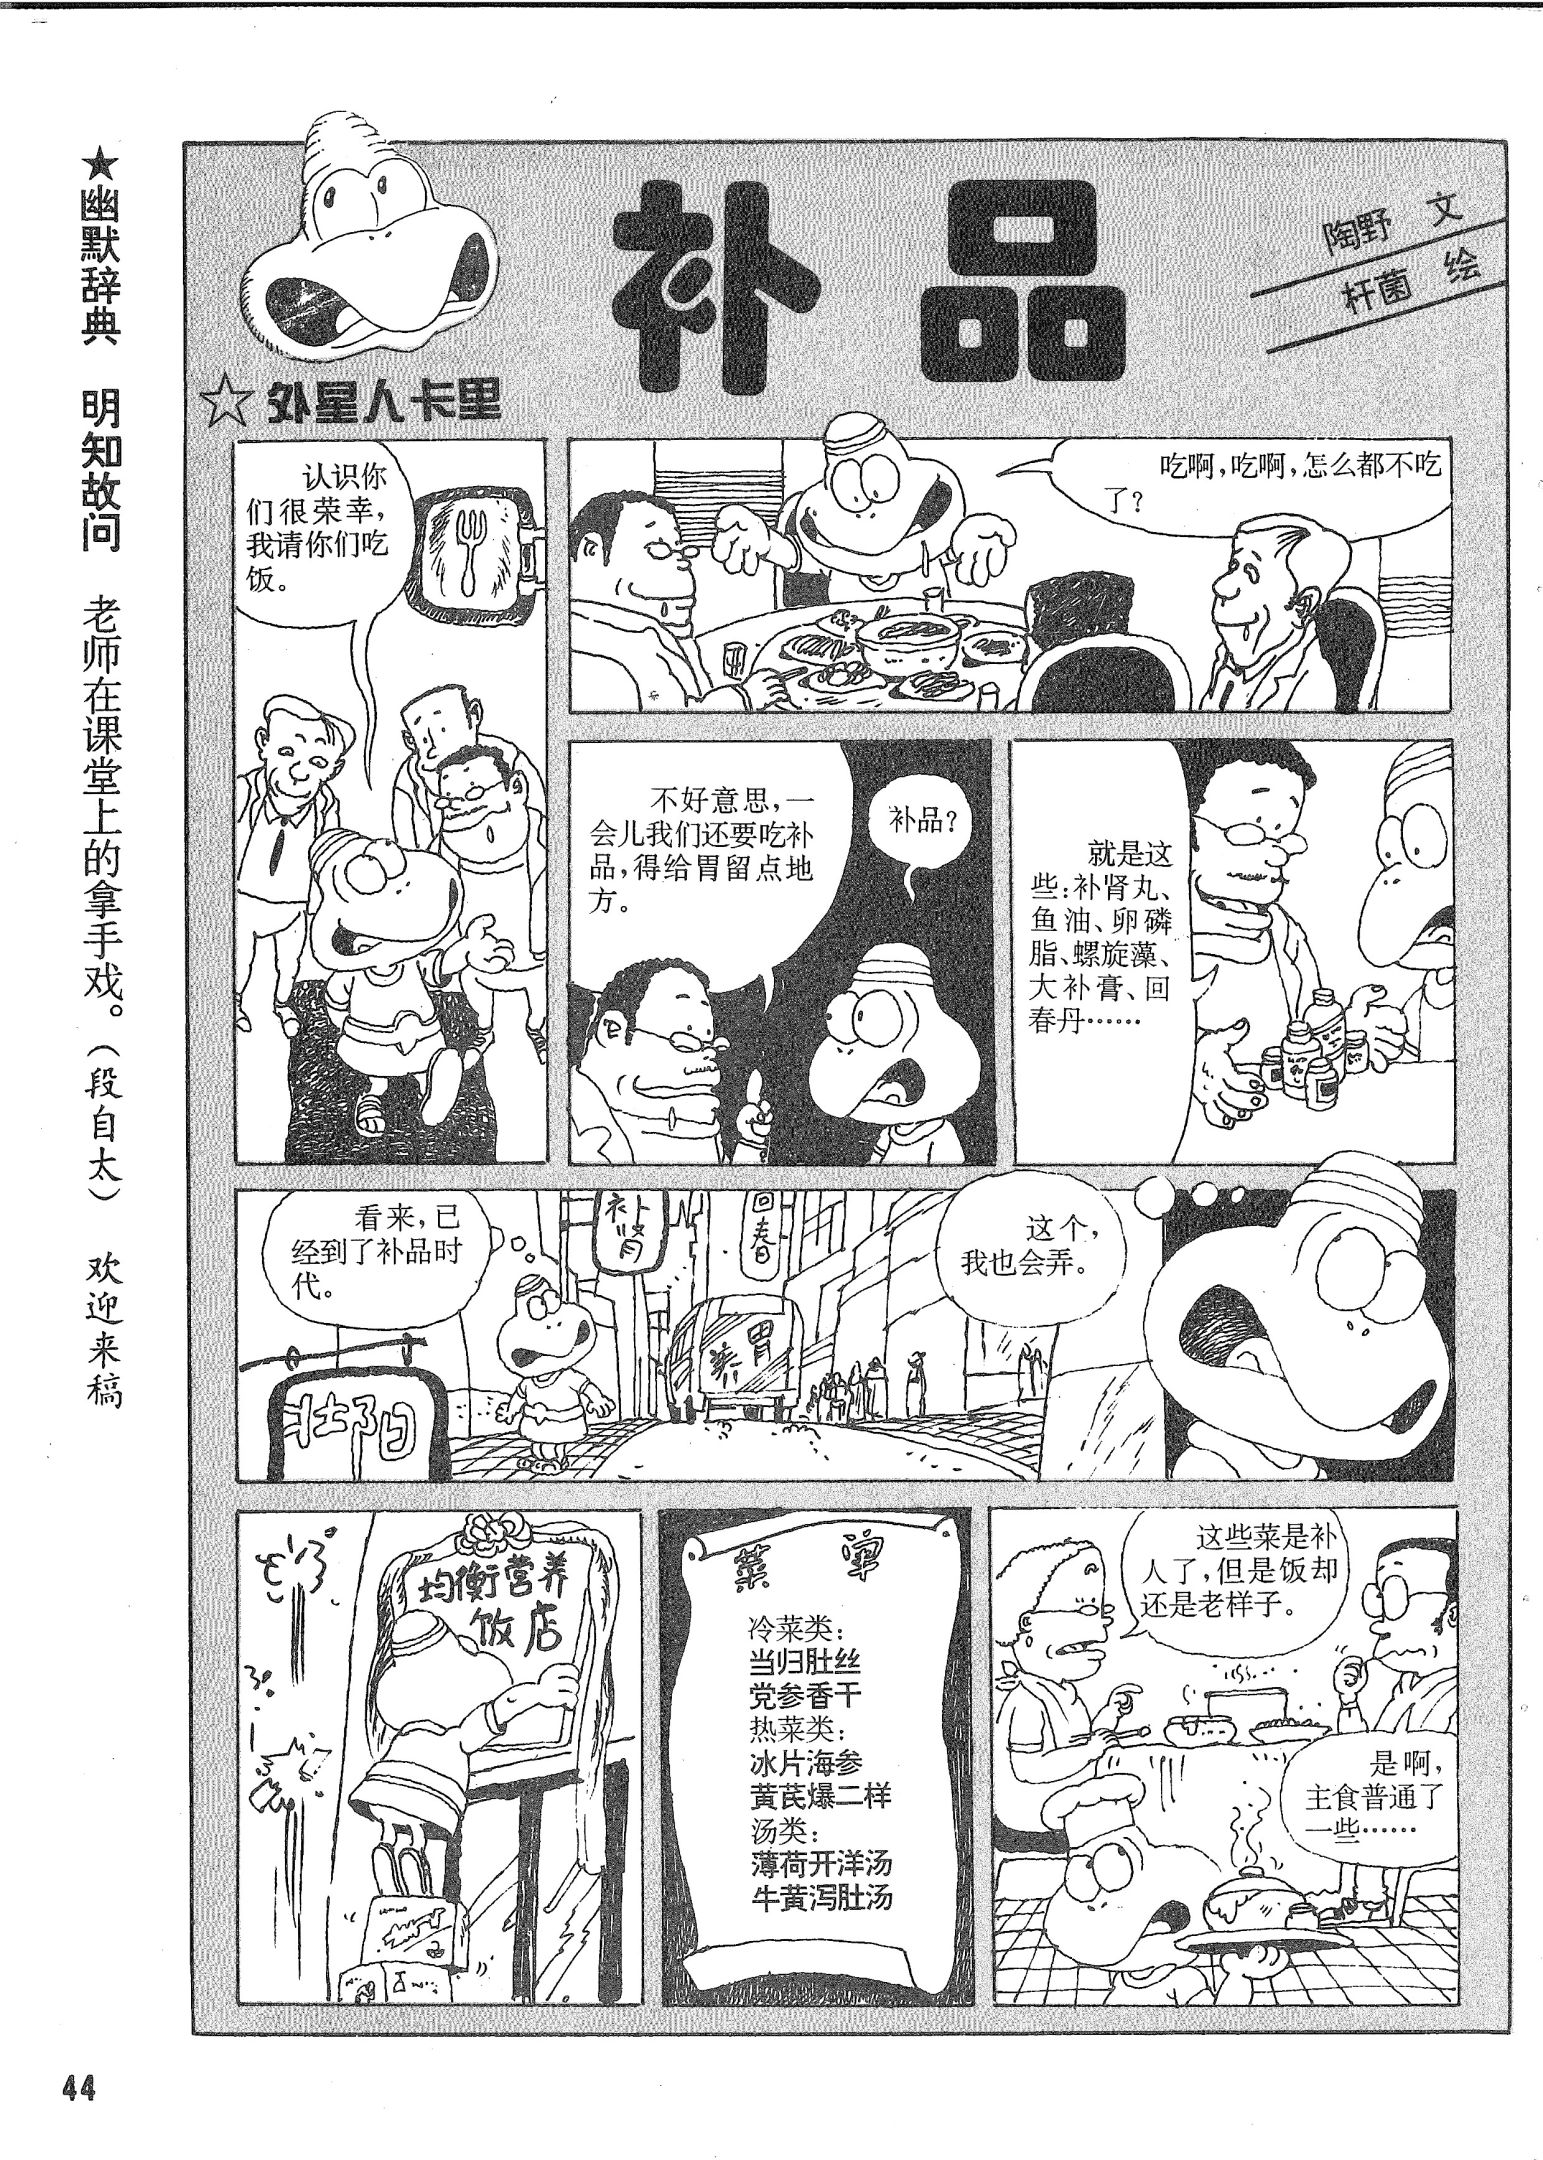 ★幽默辞典　明知故问　老师在课堂上的拿手戏。（段自太）　欢迎来稿
补品
陶野　文
杆菌　绘
☆外星人卡里
认识你
们很荣幸，
我请你们吃
饭。
吃啊，吃啊，怎么都不吃
了？
不好意思，一
会儿我们还要吃补
品，得给胃留点地
方。
补品？
就是这
些：补肾丸、
鱼油、卵磷
脂、螺旋藻、
大补膏、回
春丹……
看来，已
经到了补品时
代。
壮阳
补肾
回春
养胃
这个，
我也会弄。
均衡营养
饭店
菜单
冷菜类：
当归肚丝
党参香干
热菜类：
冰片海参
黄芪爆二样
汤类：
薄荷开洋汤
牛黄泻肚汤
这些菜是补
人了，但是饭却
还是老样子。
是啊，
主食普通了
一些……
44